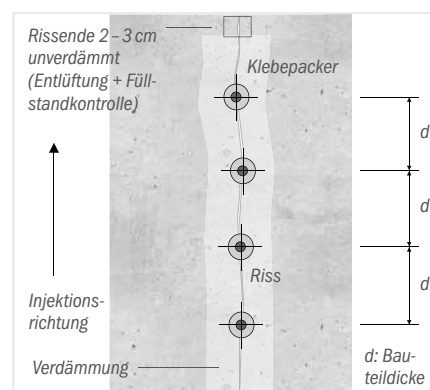 Rissende 2 – 3 cm
unverdämmt
(Entlüftung + Füll-
standkontrolle)
Klebepacker
d
d
d
Riss
Injektions-
richtung
Verdämmung
d: Bau-
teildicke